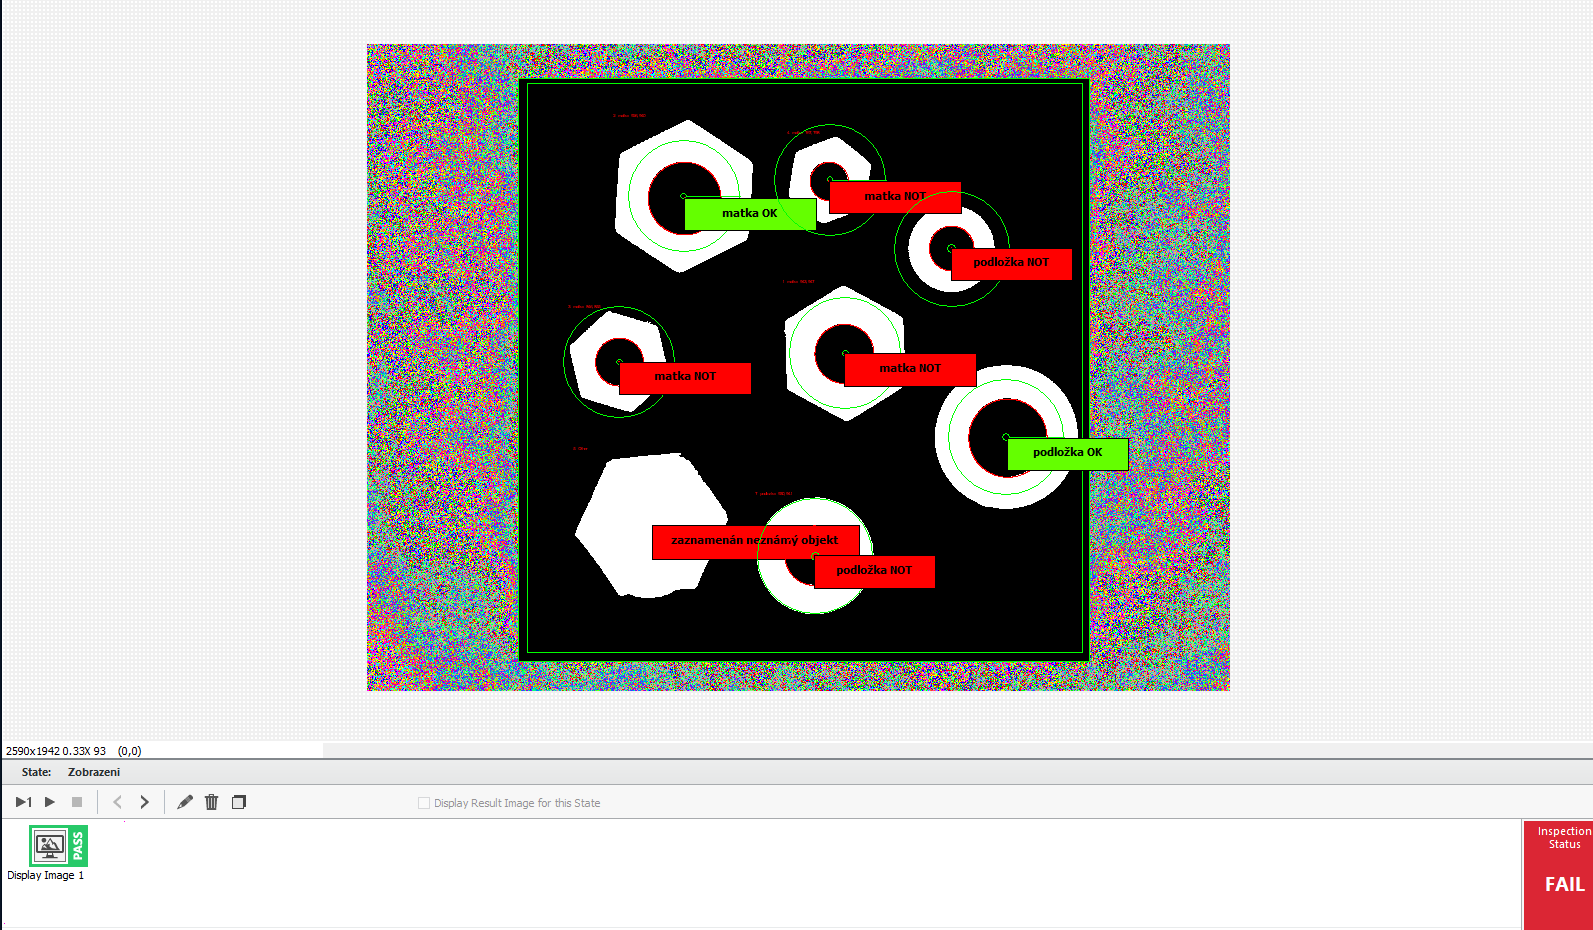 matka OK
matka NOT
podložka NOT
matka NOT
matka NOT
podložka OK
zaznamenán neznámý objekt
podložka NOT
2590x1942 0.33X 93 (0,0)
State: Zobrazeni
1
Display Result Image for this State
PASS
Display Image 1
Inspection
Status
FAIL